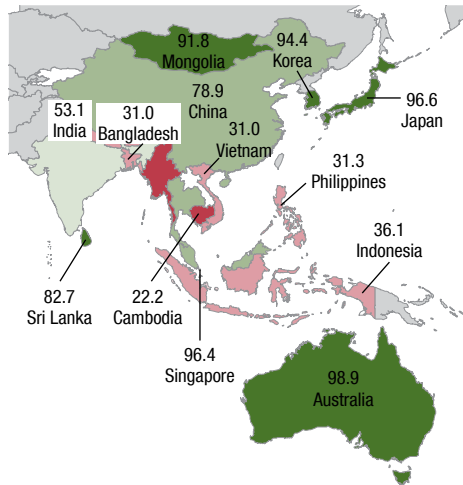 91.8
Mongolia
94.4
Korea
78.9
China
96.6
Japan
53.1
India
31.0
Bangladesh
31.0
Vietnam
31.3
Philippines
36.1
Indonesia
82.7
Sri Lanka
22.2
Cambodia
96.4
Singapore
98.9
Australia